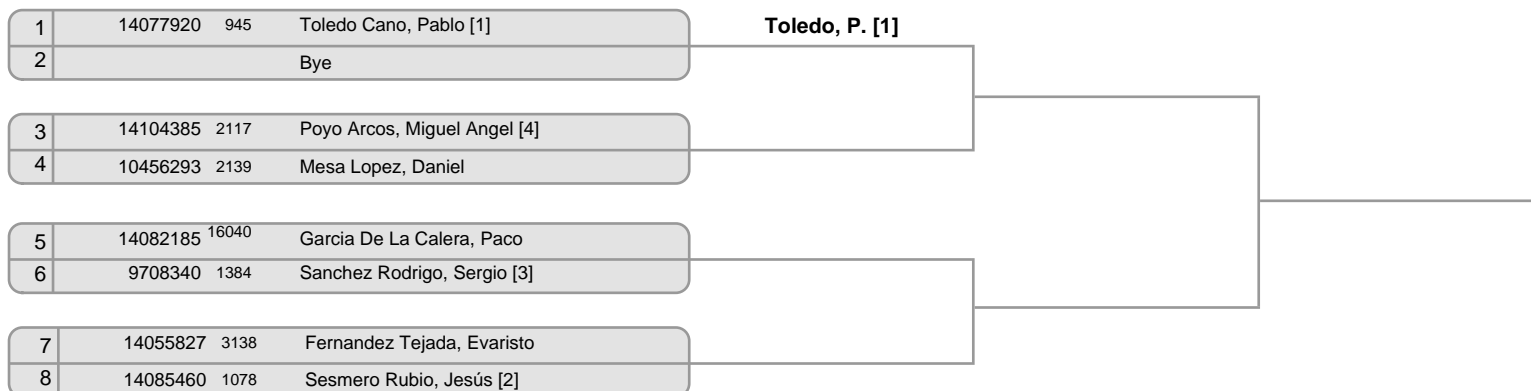 1 14077920 945 Toledo Cano, Pablo [1] Toledo, P. [1]
2 Bye
3 14104385 2117 Poyo Arcos, Miguel Angel [4]
4 10456293 2139 Mesa Lopez, Daniel
5 14082185 16040 Garcia De La Calera, Paco
6 9708340 1384 Sanchez Rodrigo, Sergio [3]
7 14055827 3138 Fernandez Tejada, Evaristo
8 14085460 1078 Sesmero Rubio, Jesús [2]